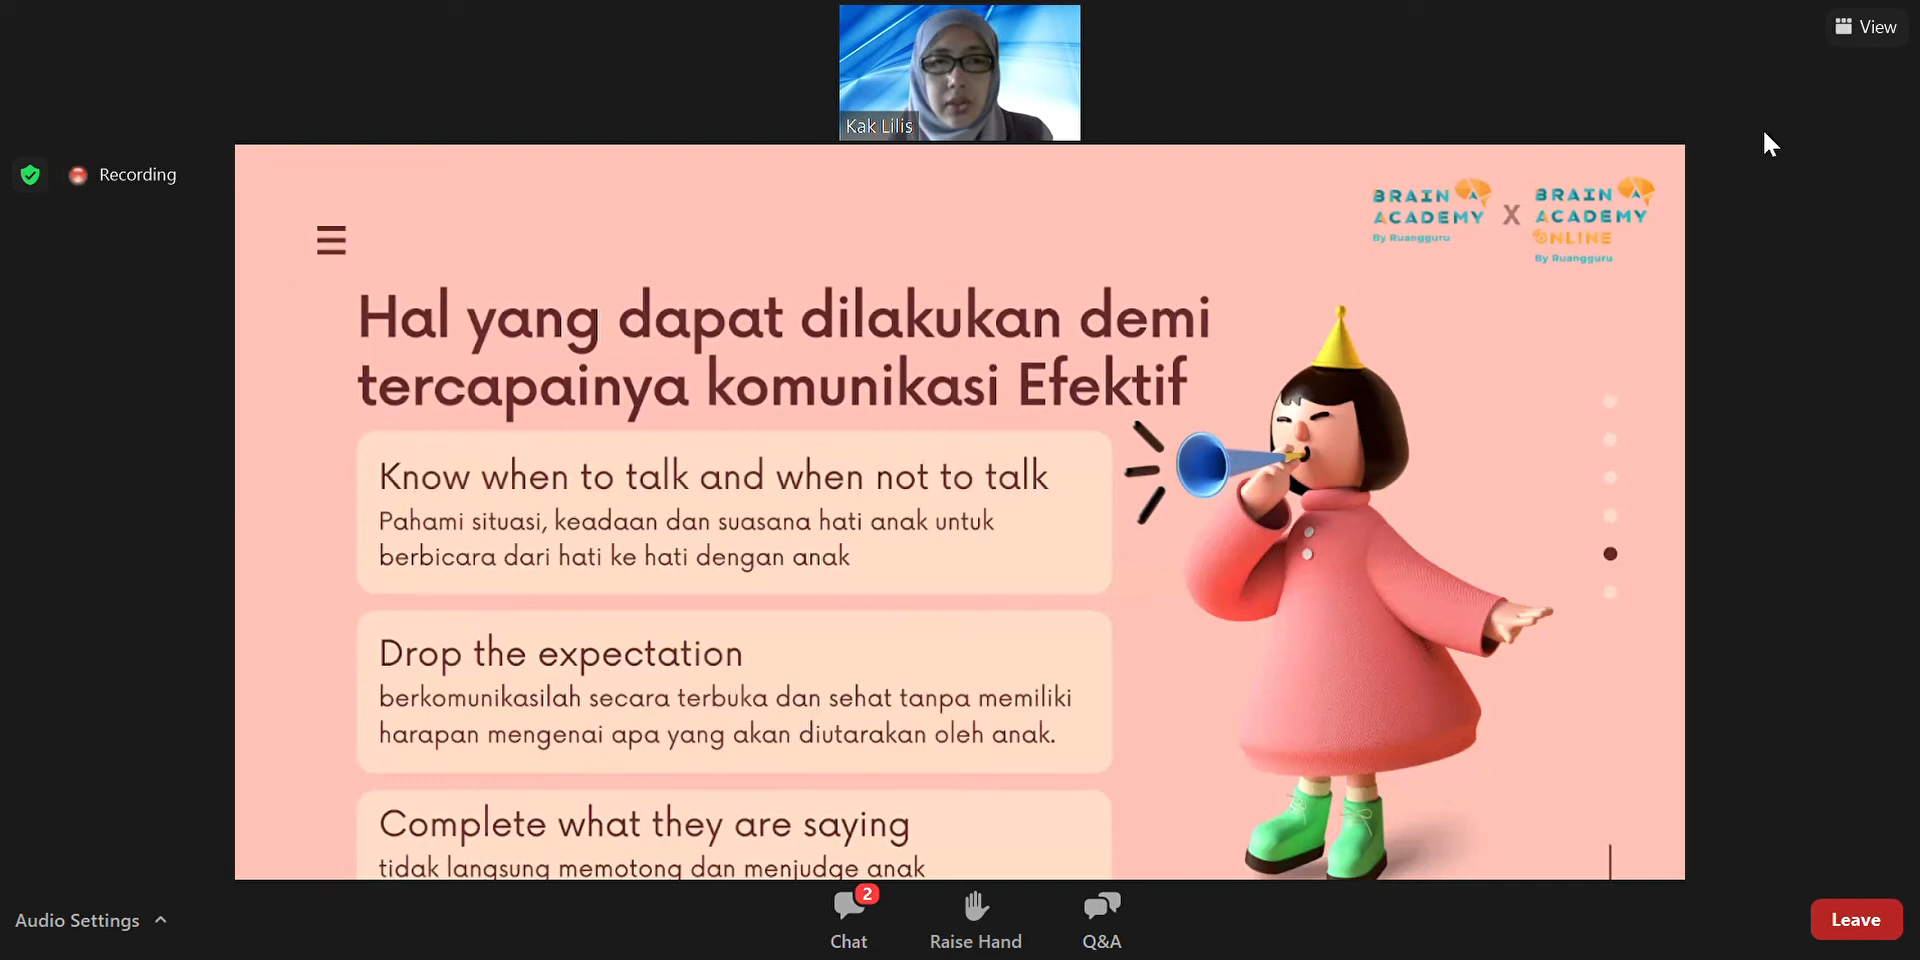 View
Kak Lilis
Recording
BRAIN
ACADEMY
By Ruangguru
X
BRAIN
ACADEMY
ONLINE
By Ruangguru
Hal yang dapat dilakukan demi
tercapainya komunikasi Efektif
Know when to talk and when not to talk
Pahami situasi, keadaan dan suasana hati anak untuk
berbicara dari hati ke hati dengan anak
Drop the expectation
berkomunikasilah secara terbuka dan sehat tanpa memiliki
harapan mengenai apa yang akan diutarakan oleh anak.
Complete what they are saying
tidak langsung memotong dan menjudge anak
Audio Settings
2
Chat
Raise Hand
Q&A
Leave